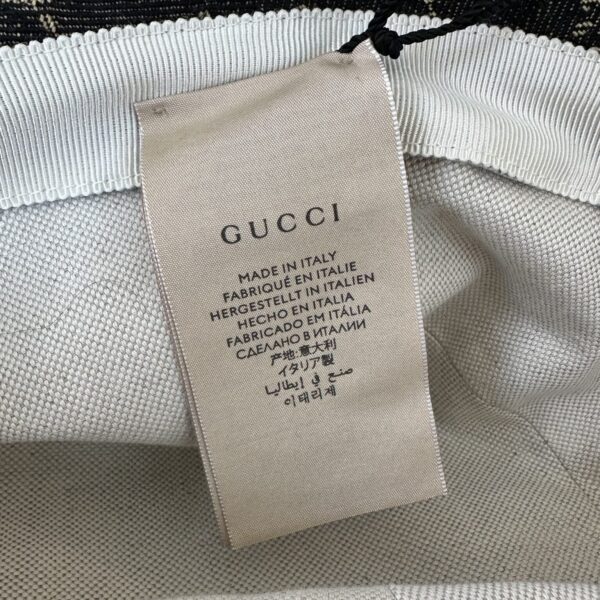 GUCCI
MADE IN ITALY
FABRIQUÉ EN ITALIE
HERGESTELLT IN ITALIEN
HECHO EN ITALIA
FABRICADO EM ITÁLIA
СДЕЛАНО В ИТАЛИИ
产地:意大利
イタリア製
صنع في إيطاليا
이태리제